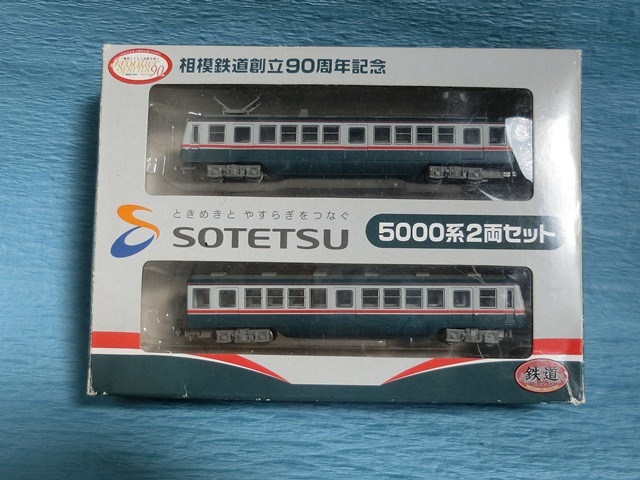 相模鉄道創立90周年記念
ときめきと やすらぎをつなぐ
SOTETSU
5000系2両セット
鉄道